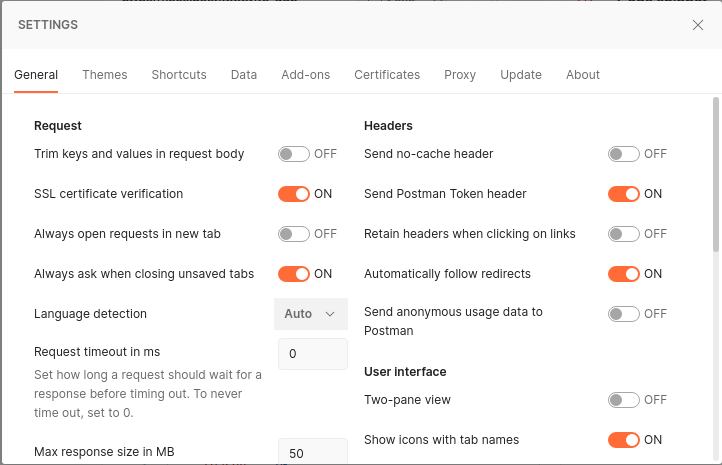 SETTINGS
General Themes Shortcuts Data Add-ons Certificates Proxy Update About
Request
Trim keys and values in request body OFF
SSL certificate verification ON
Always open requests in new tab OFF
Always ask when closing unsaved tabs ON
Language detection Auto
Request timeout in ms 0
Set how long a request should wait for a
response before timing out. To never
time out, set to 0.
Max response size in MB 50
Headers
Send no-cache header OFF
Send Postman Token header ON
Retain headers when clicking on links OFF
Automatically follow redirects ON
Send anonymous usage data to
Postman OFF
User interface
Two-pane view OFF
Show icons with tab names ON